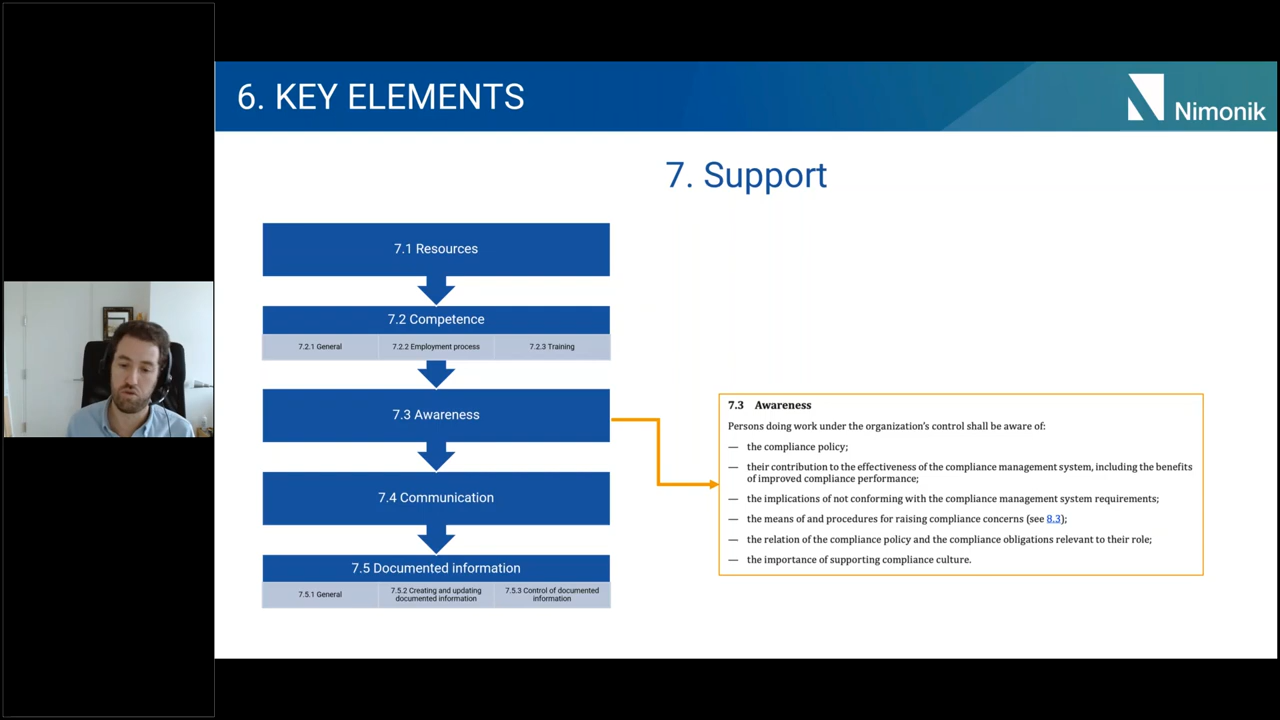 6. KEY ELEMENTS
Nimonik
7. Support
7.1 Resources
7.2 Competence
7.2.1 General
7.2.2 Employment process
7.2.3 Training
7.3 Awareness
7.4 Communication
7.5 Documented information
7.5.1 General
7.5.2 Creating and updating
documented information
7.5.3 Control of documented
information
7.3 Awareness
Persons doing work under the organization's control shall be aware of:
— the compliance policy;
— their contribution to the effectiveness of the compliance management system, including the benefits
of improved compliance performance;
— the implications of not conforming with the compliance management system requirements;
— the means of and procedures for raising compliance concerns (see 8.3);
— the relation of the compliance policy and the compliance obligations relevant to their role;
— the importance of supporting compliance culture.